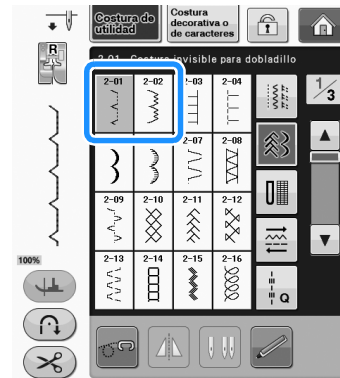 Costura de utilidad
Costura decorativa o de caracteres
R
2-01 Costura invisible para dobladillo
2-01 2-02 2-03 2-04
1/3
2-07 2-08
2-09 2-10 2-11 2-12
2-13 2-14 2-15 2-16
100%
Q